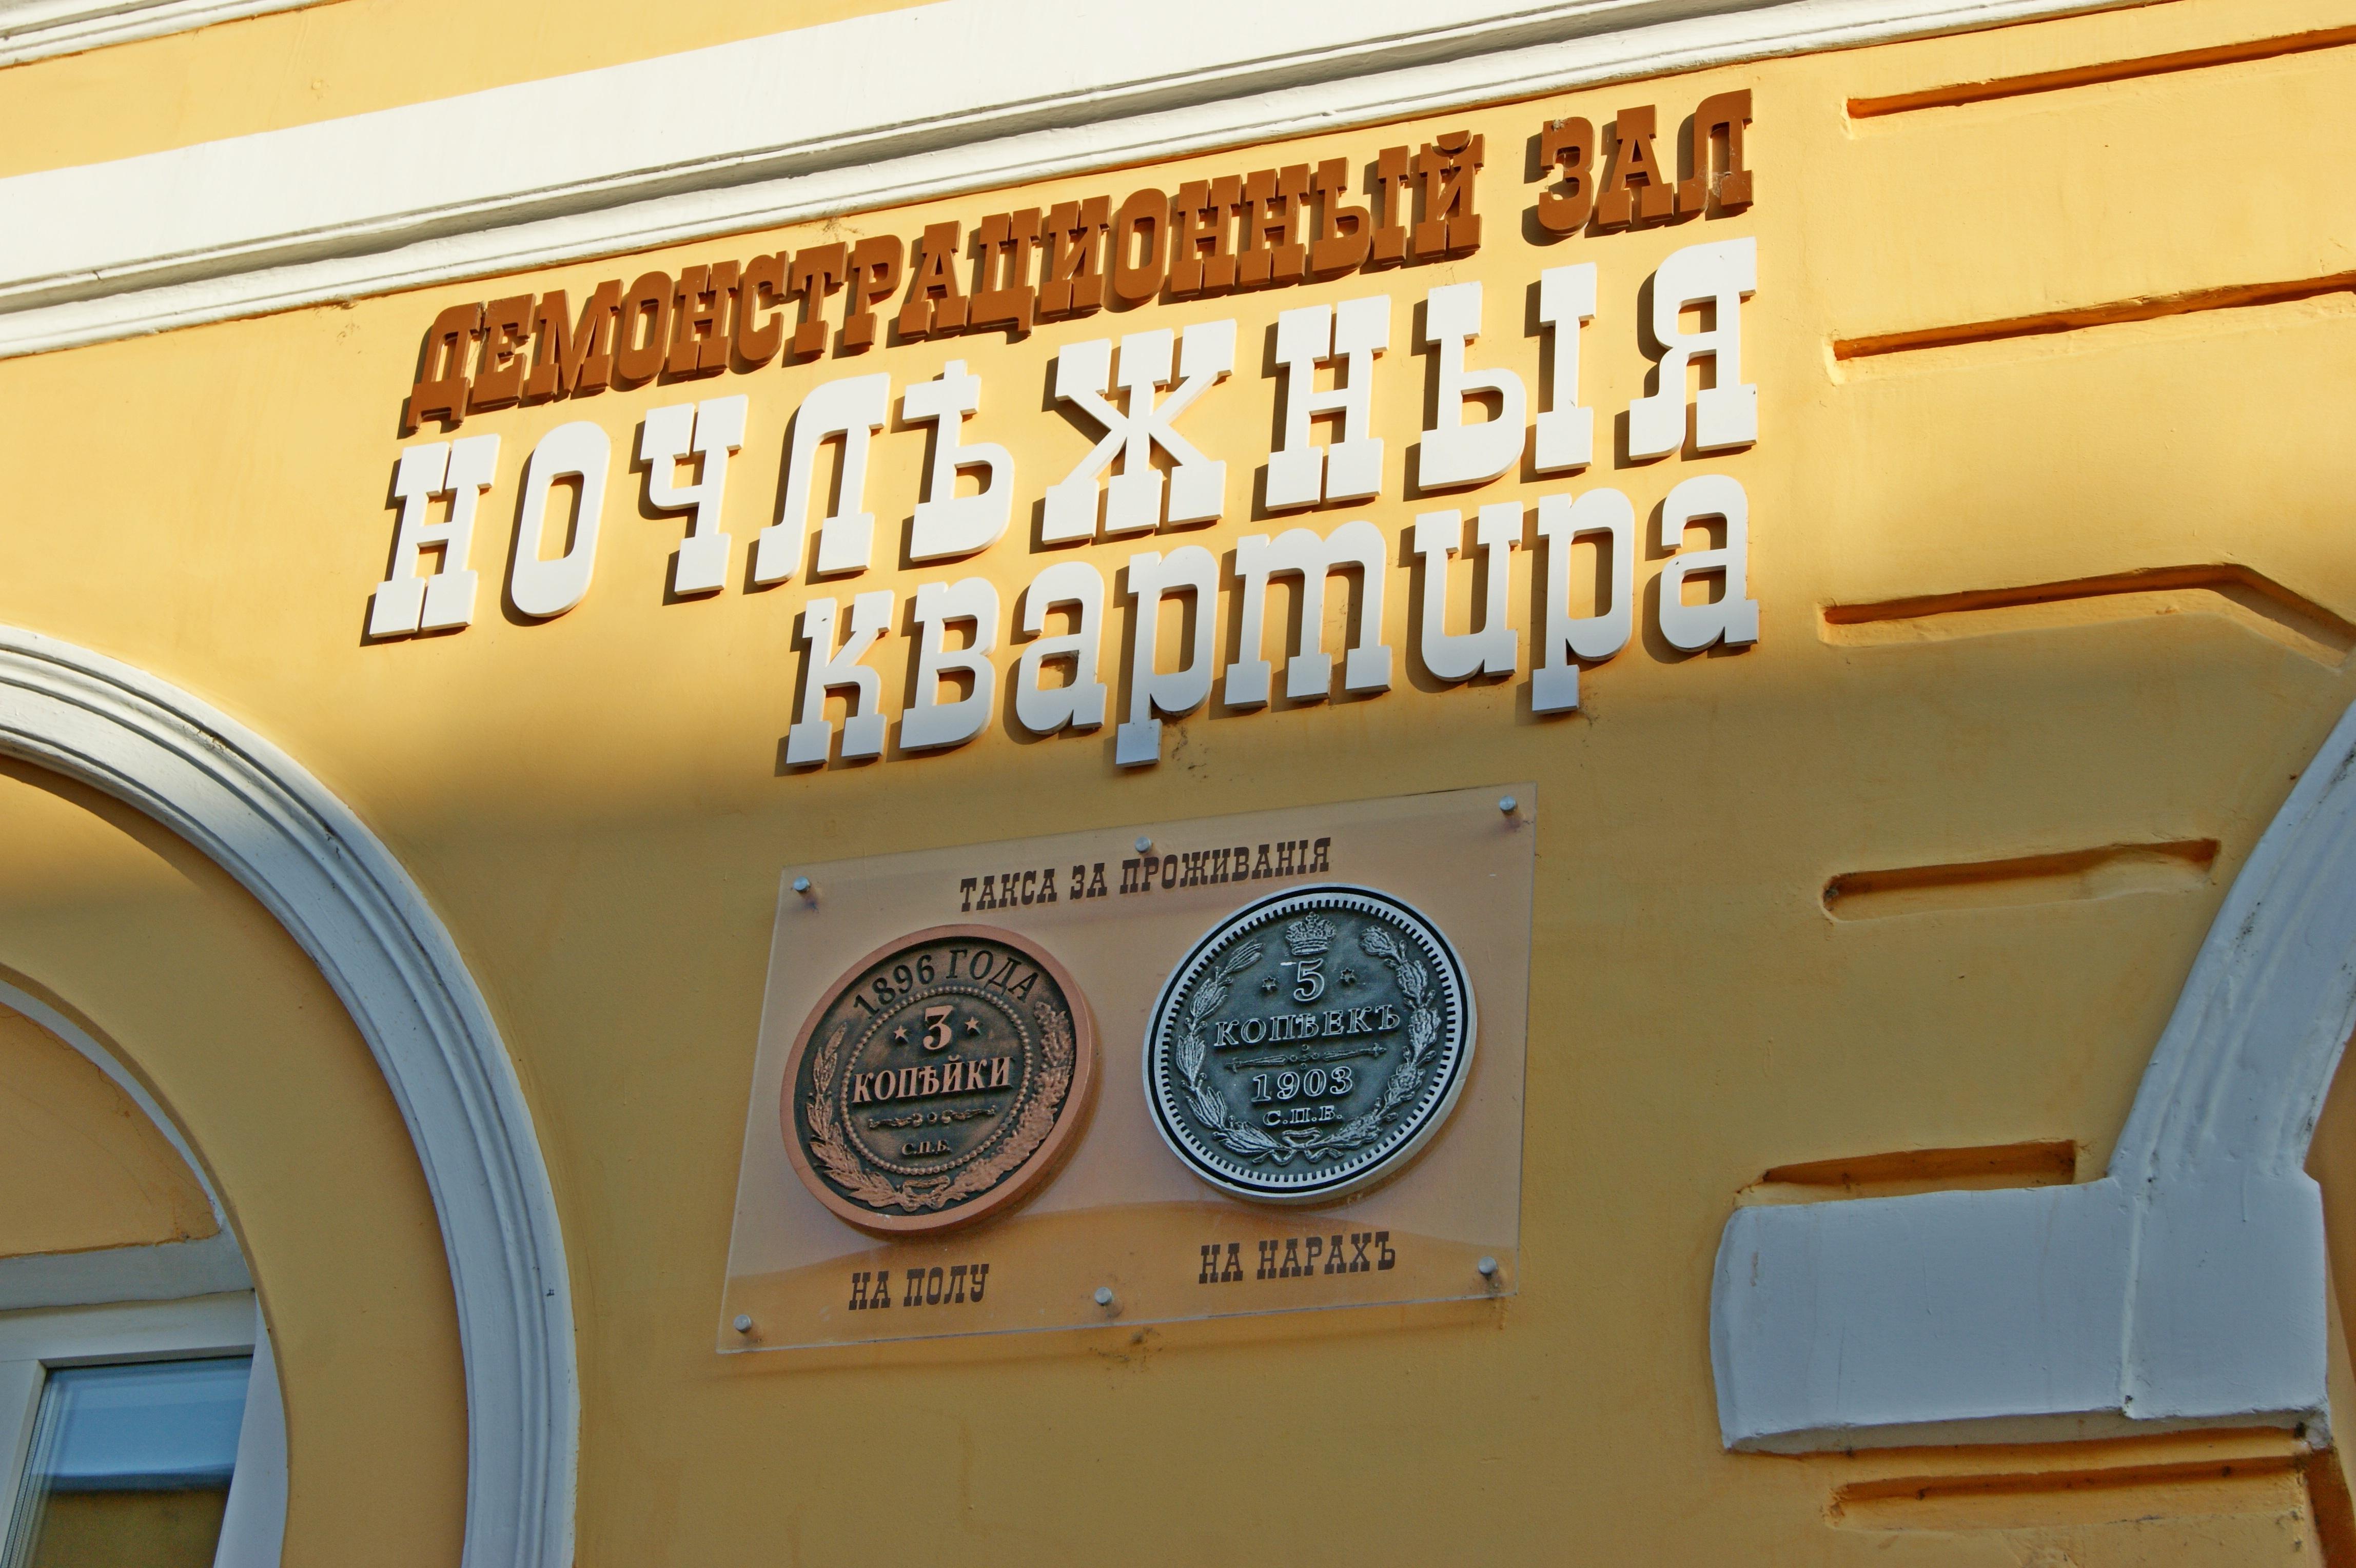 ДЕМОНСТРАЦИОННЫЙ ЗАЛ
НОЧЛѢЖНЫЯ
квартира
ТАКСА ЗА ПРОЖИВАНІЯ
1896 ГОДА
3
КОПѢЙКИ
С.П.Б.
5
КОПѢЕКЪ
1903
С.П.Б.
НА ПОЛУ
НА НАРАХЪ